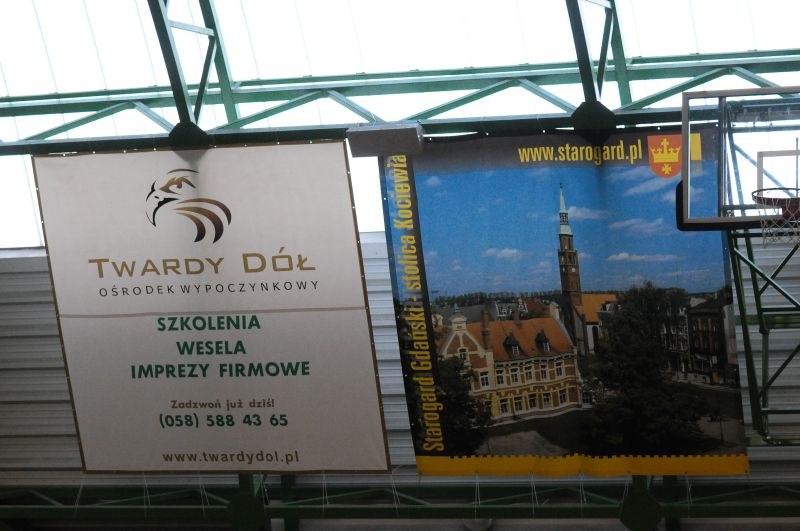 TWARDY DÓŁ
OŚRODEK WYPOCZYNKOWY
SZKOLENIA
WESELA
IMPREZY FIRMOWE
Zadzwoń już dziś!
(058) 588 43 65
www.twardydol.pl
www.starogard.pl
Starogard Gdański - stolica Kociewia